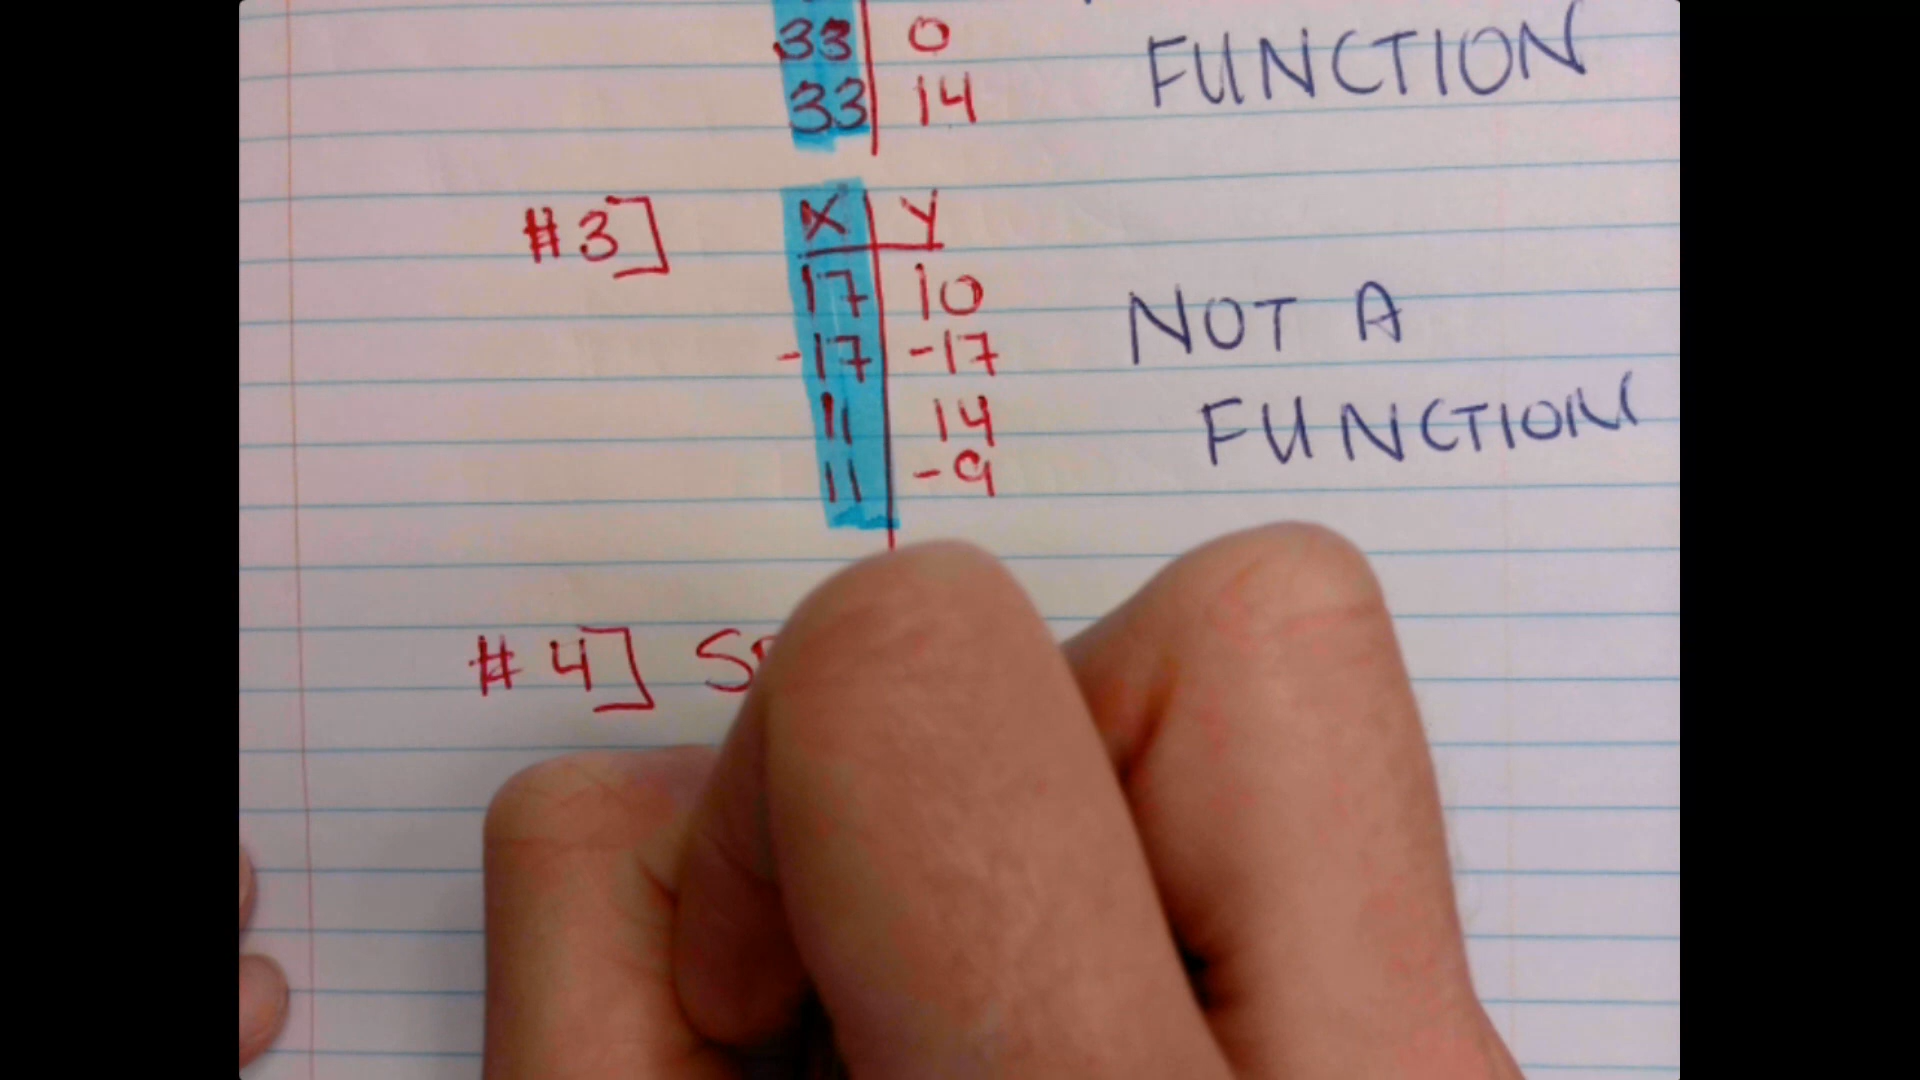 33 0
33 14
FUNCTION
#3]
X Y
17 10
-17 -17
11 14
11 -9
NOT A
FUNCTION
#4]